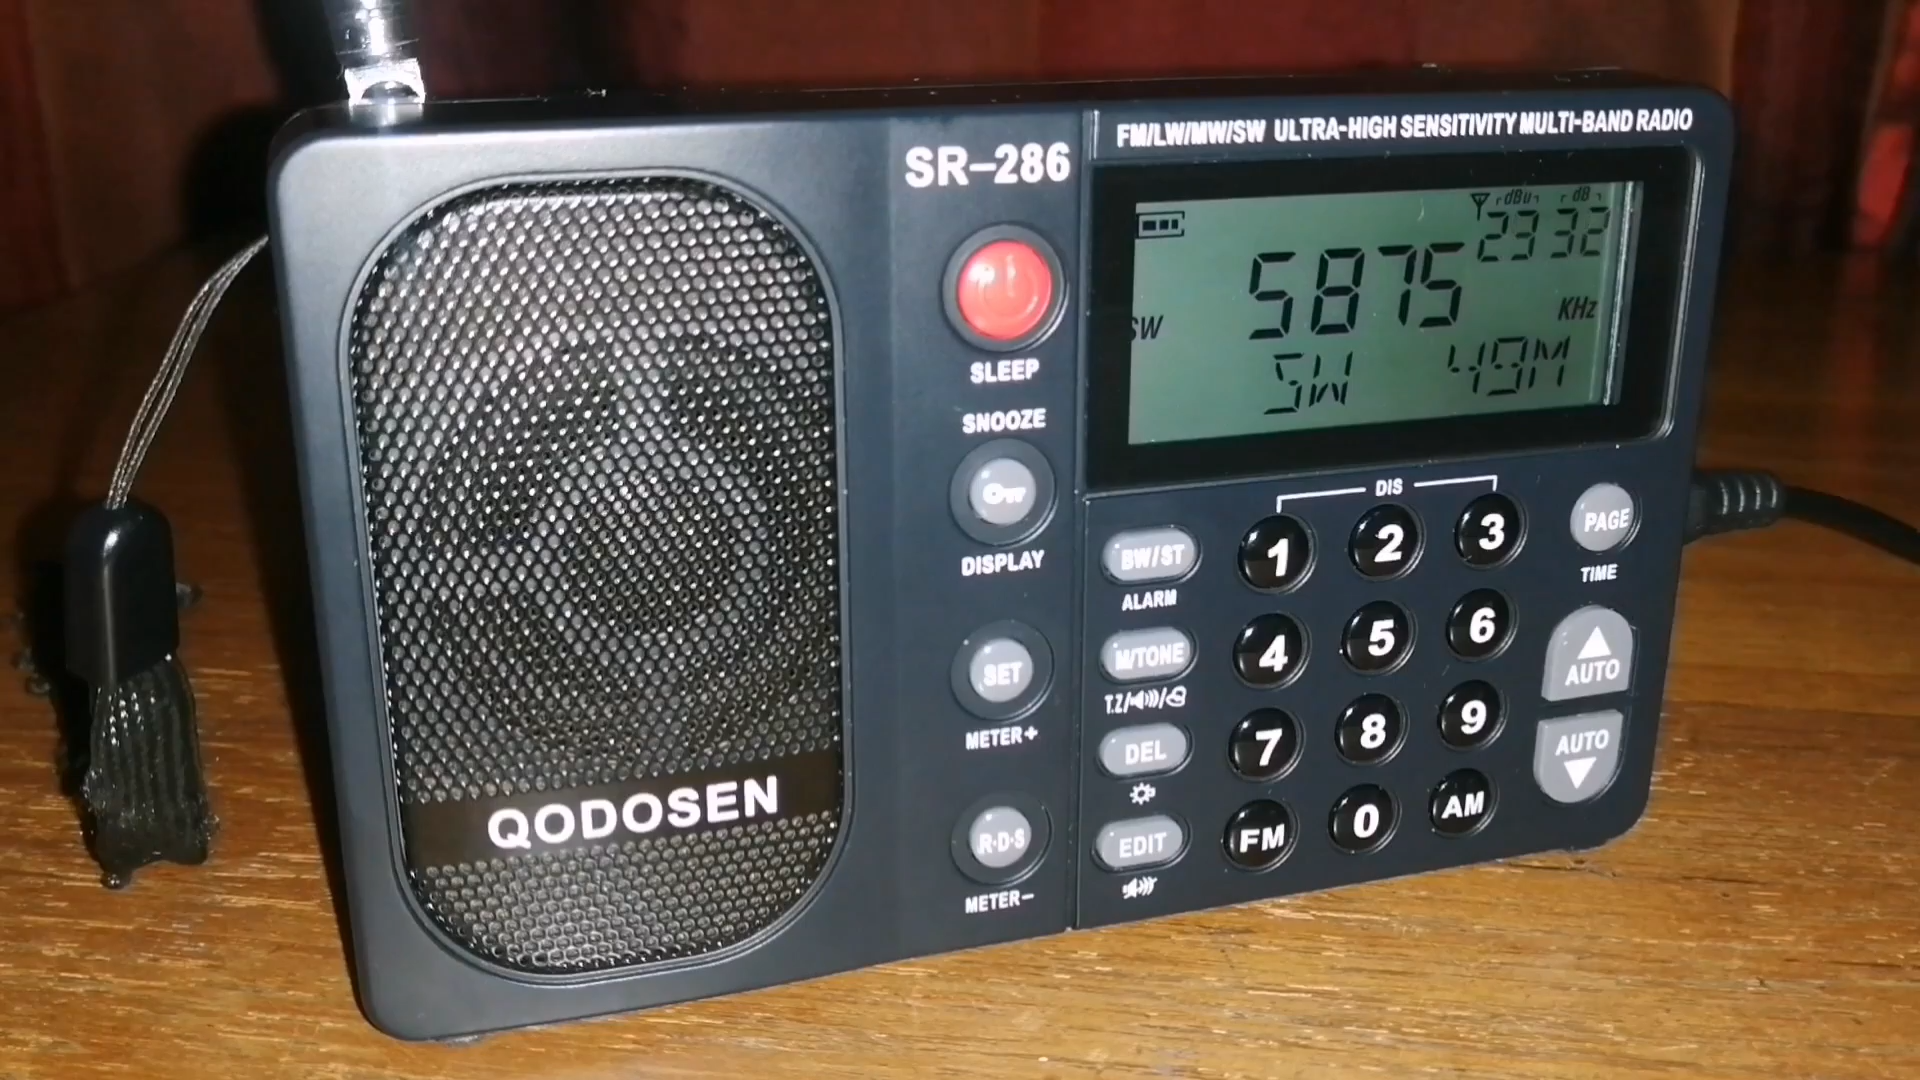 FM/LW/MW/SW ULTRA-HIGH SENSITIVITY MULTI-BAND RADIO
SR-286
dBu dB
23 32
5875
SW KHz
SW 49M
SLEEP
SNOOZE
DISPLAY
SET
METER+
R·D·S
METER-
QODOSEN
DIS
BW/ST 1 2 3 PAGE
ALARM TIME
M/TONE 4 5 6 AUTO
T.Z/
DEL 7 8 9 AUTO
EDIT FM 0 AM